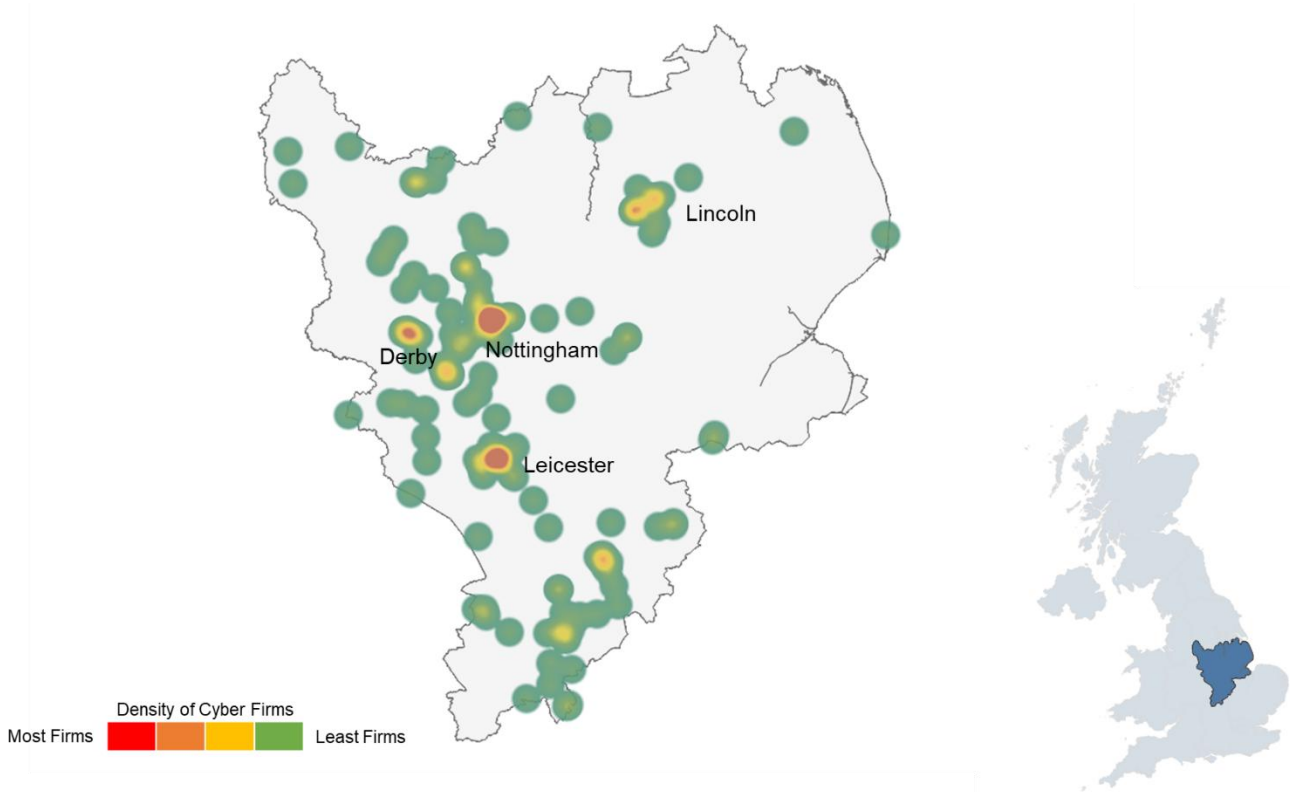 Lincoln
Derby
Nottingham
Leicester
Density of Cyber Firms
Most Firms
Least Firms